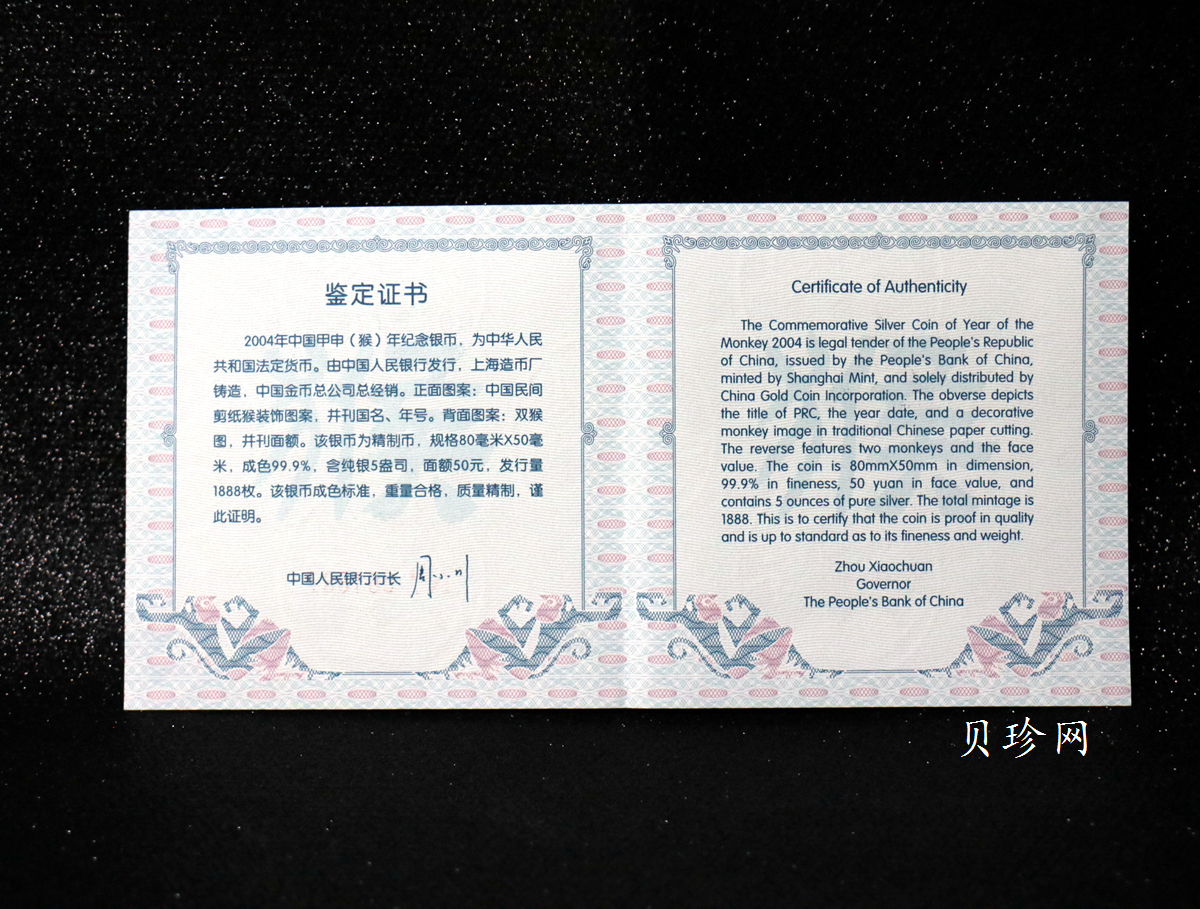 鉴定证书
2004年中国甲申（猴）年纪念银币，为中华人民
共和国法定货币。由中国人民银行发行，上海造币厂
铸造，中国金币总公司总经销。正面图案：中国民间
剪纸猴装饰图案，并刊国名、年号。背面图案：双猴
图，并刊面额。该银币为精制币，规格80毫米X50毫
米，成色99.9%，含纯银5盎司，面额50元，发行量
1888枚。该银币成色标准，重量合格，质量精制，谨
此证明。
中国人民银行行长 周小川
Certificate of Authenticity
The Commemorative Silver Coin of Year of the
Monkey 2004 is legal tender of the People's Republic
of China, issued by the People's Bank of China,
minted by Shanghai Mint, and solely distributed by
China Gold Coin Incorporation. The obverse depicts
the title of PRC, the year date, and a decorative
monkey image in traditional Chinese paper cutting.
The reverse features two monkeys and the face
value. The coin is 80mmX50mm in dimension,
99.9% in fineness, 50 yuan in face value, and
contains 5 ounces of pure silver. The total mintage is
1888. This is to certify that the coin is proof in quality
and is up to standard as to its fineness and weight.
Zhou Xiaochuan
Governor
The People's Bank of China
贝珍网